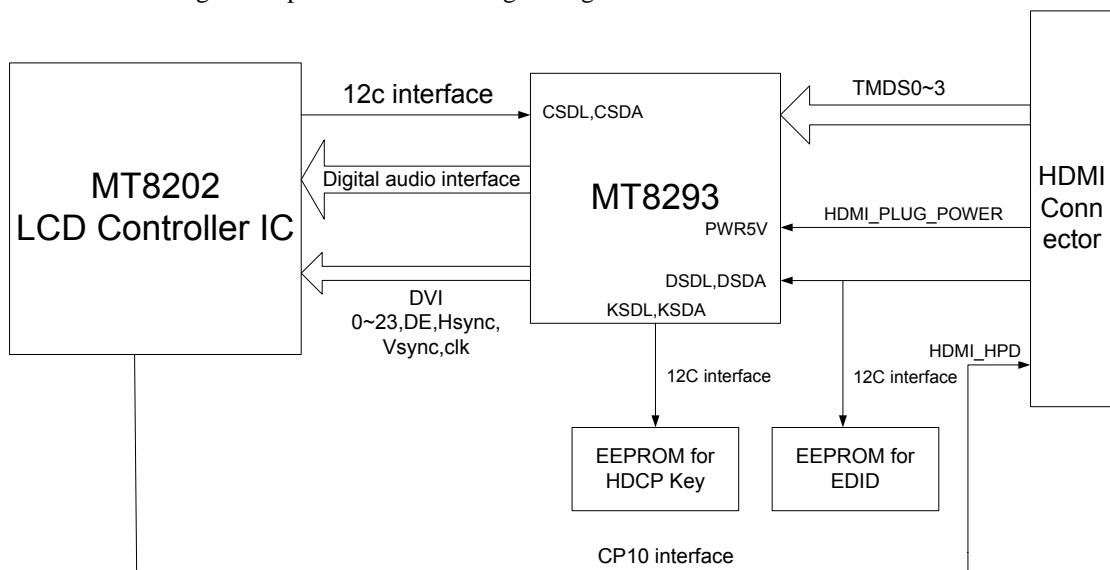 12c interface
TMDS0~3
CSDL,CSDA
MT8202
LCD Controller IC
Digital audio interface
MT8293
HDMI
Conn
ector
HDMI_PLUG_POWER
PWR5V
DSDL,DSDA
DVI
0~23,DE,Hsync,
Vsync,clk
KSDL,KSDA
HDMI_HPD
12C interface
12C interface
EEPROM for
HDCP Key
EEPROM for
EDID
CP10 interface